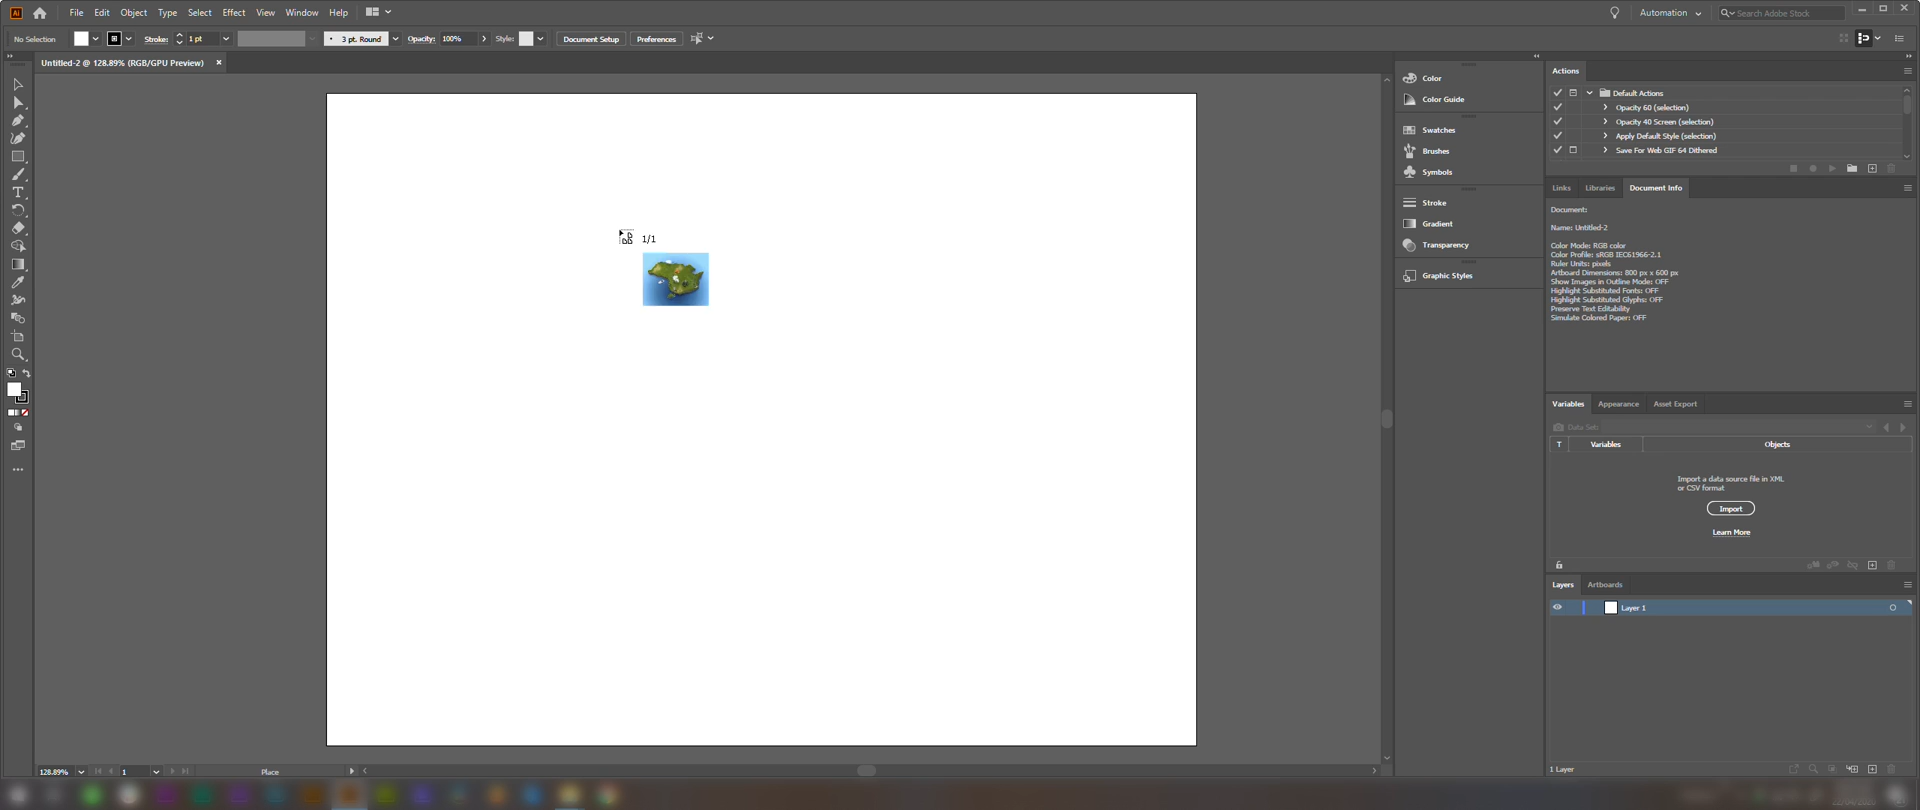 Ai File Edit Object Type Select Effect View Window Help Automation Search Adobe Stock
No Selection Stroke: 1 pt 3 pt. Round Opacity: 100% Style: Document Setup Preferences
Untitled-2 @ 128.89% (RGB/GPU Preview)
1/1
Color
Color Guide
Swatches
Brushes
Symbols
Stroke
Gradient
Transparency
Graphic Styles
Actions
Default Actions
Opacity 60 (selection)
Opacity 40 Screen (selection)
Apply Default Style (selection)
Save For Web GIF 64 Dithered
Links Libraries Document Info
Document:
Name: Untitled-2
Color Mode: RGB color
Color Profile: sRGB IEC61966-2.1
Ruler Units: pixels
Artboard Dimensions: 800 px x 600 px
Show Images in Outline Mode: OFF
Highlight Substituted Fonts: OFF
Highlight Substituted Glyphs: OFF
Preserve Text Editability
Simulate Colored Paper: OFF
Variables Appearance Asset Export
Data Set:
T Variables Objects
Import a data source file in XML
or CSV format
Import
Learn More
Layers Artboards
Layer 1
1 Layer
128.89% 1 Place